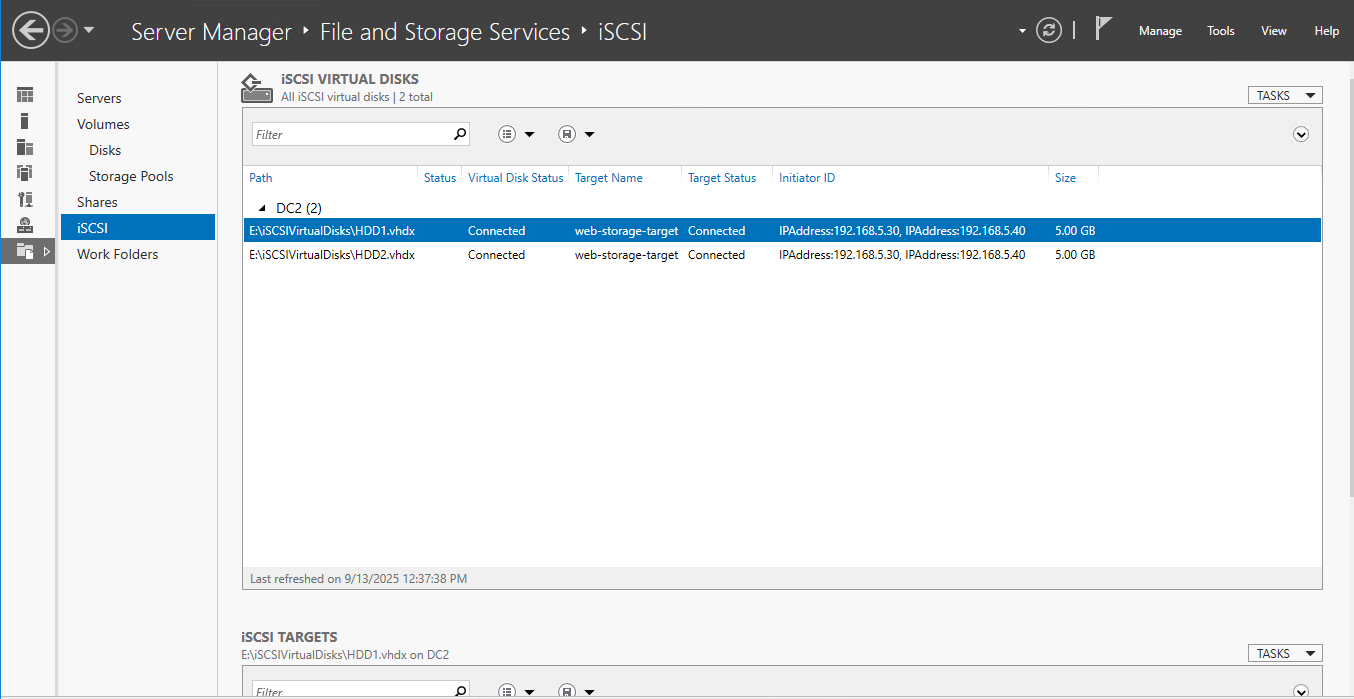 Server Manager ‣ File and Storage Services ‣ iSCSI
Manage Tools View Help
Servers
Volumes
Disks
Storage Pools
Shares
iSCSI
Work Folders
iSCSI VIRTUAL DISKS
All iSCSI virtual disks | 2 total
TASKS
Filter
Path Status Virtual Disk Status Target Name Target Status Initiator ID Size
DC2 (2)
E:\iSCSIVirtualDisks\HDD1.vhdx Connected web-storage-target Connected IPAddress:192.168.5.30, IPAddress:192.168.5.40 5.00 GB
E:\iSCSIVirtualDisks\HDD2.vhdx Connected web-storage-target Connected IPAddress:192.168.5.30, IPAddress:192.168.5.40 5.00 GB
Last refreshed on 9/13/2025 12:37:38 PM
iSCSI TARGETS
E:\iSCSIVirtualDisks\HDD1.vhdx on DC2
TASKS
Filter